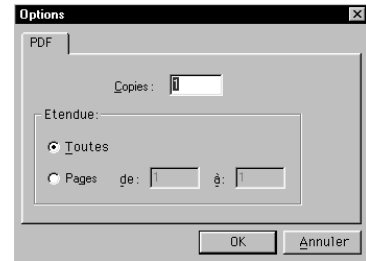 Options
PDF
Copies : 1
Etendue:
Toutes
Pages de : 1 à: 1
OK Annuler